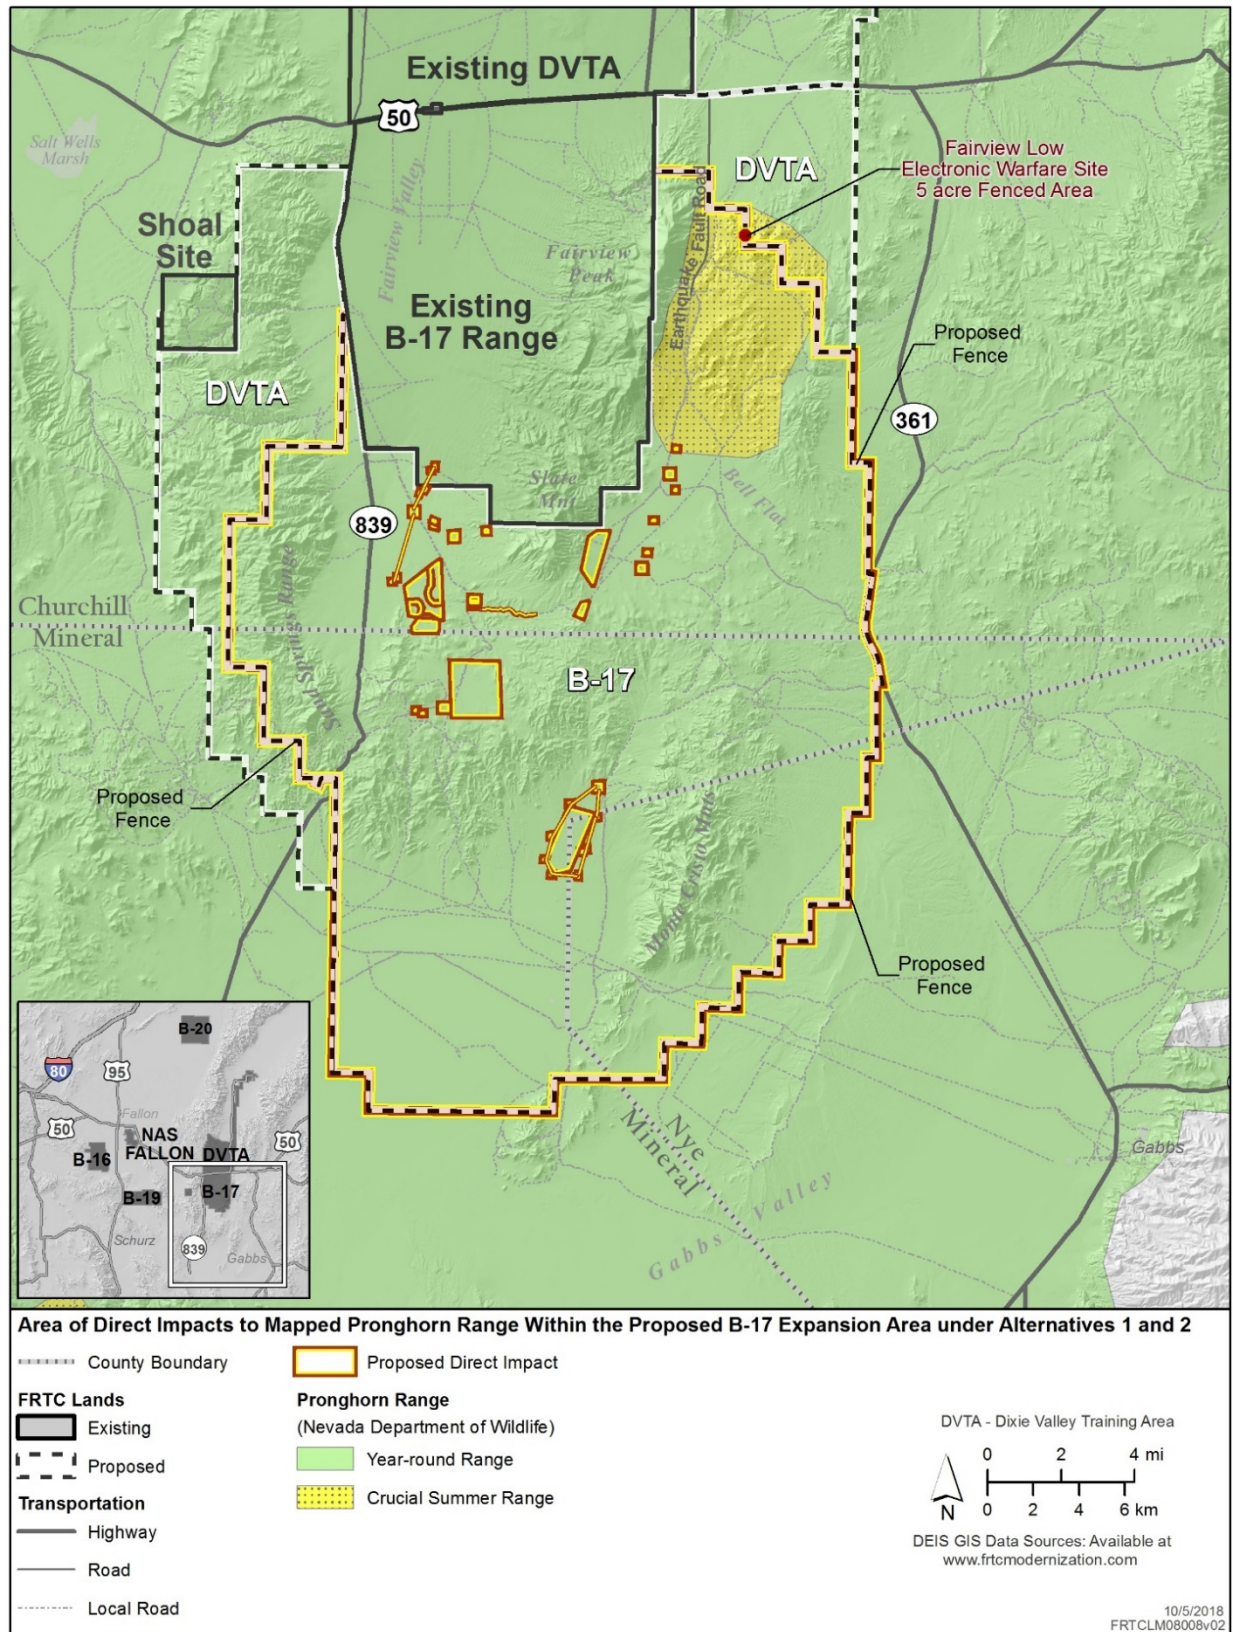 Existing DVTA
50
Salt Wells
Marsh
Fairview Valley
DVTA
Fairview Low
Electronic Warfare Site
5 acre Fenced Area
Shoal
Site
Earthquake Fault Road
Fairview
Peak
Existing
B-17 Range
Proposed
Fence
DVTA
361
Slate
Mnt
Bell Flat
839
Sand Springs Range
Churchill
Mineral
B-17
Proposed
Fence
Monte Cristo Mnts
Proposed
Fence
Nye
Mineral
Gabbs
Gabbs Valley
B-20
80
95
Fallon
50
NAS
FALLON
DVTA
50
B-16
B-19
B-17
Schurz
839
Gabbs
Area of Direct Impacts to Mapped Pronghorn Range Within the Proposed B-17 Expansion Area under Alternatives 1 and 2
County Boundary
FRTC Lands
Existing
Proposed
Transportation
Highway
Road
Local Road
Proposed Direct Impact
Pronghorn Range
(Nevada Department of Wildlife)
Year-round Range
Crucial Summer Range
DVTA - Dixie Valley Training Area
0 2 4 mi
0 2 4 6 km
N
DEIS GIS Data Sources: Available at
www.frtcmodernization.com
10/5/2018
FRTCLM08008v02